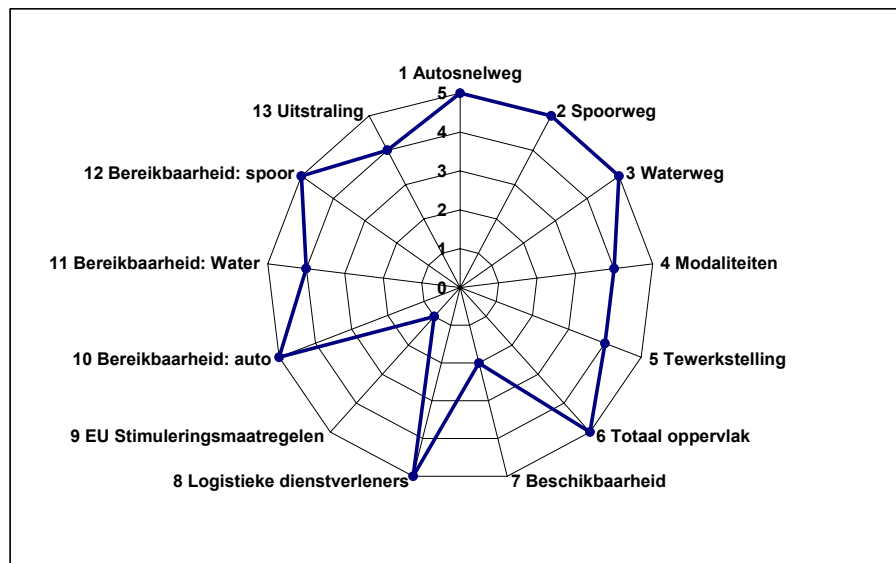 1 Autosnelweg
2 Spoorweg
3 Waterweg
4 Modaliteiten
5 Tewerkstelling
6 Totaal oppervlak
7 Beschikbaarheid
8 Logistieke dienstverleners
9 EU Stimuleringsmaatregelen
10 Bereikbaarheid: auto
11 Bereikbaarheid: Water
12 Bereikbaarheid: spoor
13 Uitstraling
5
4
3
2
1
0